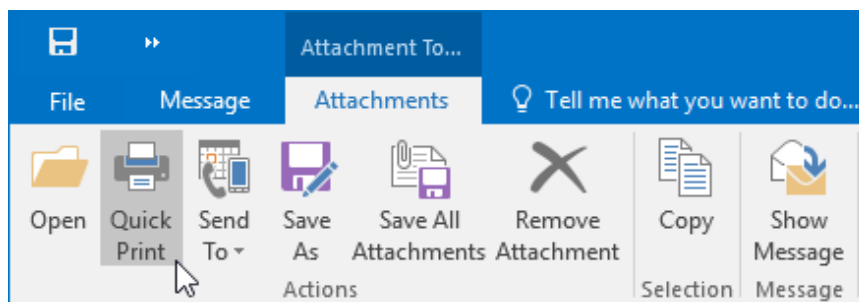 Attachment To...
File Message Attachments Tell me what you want to do...
Open Quick Send Save Save All Remove Copy Show
Print To As Attachments Attachment Message
Actions Selection Message